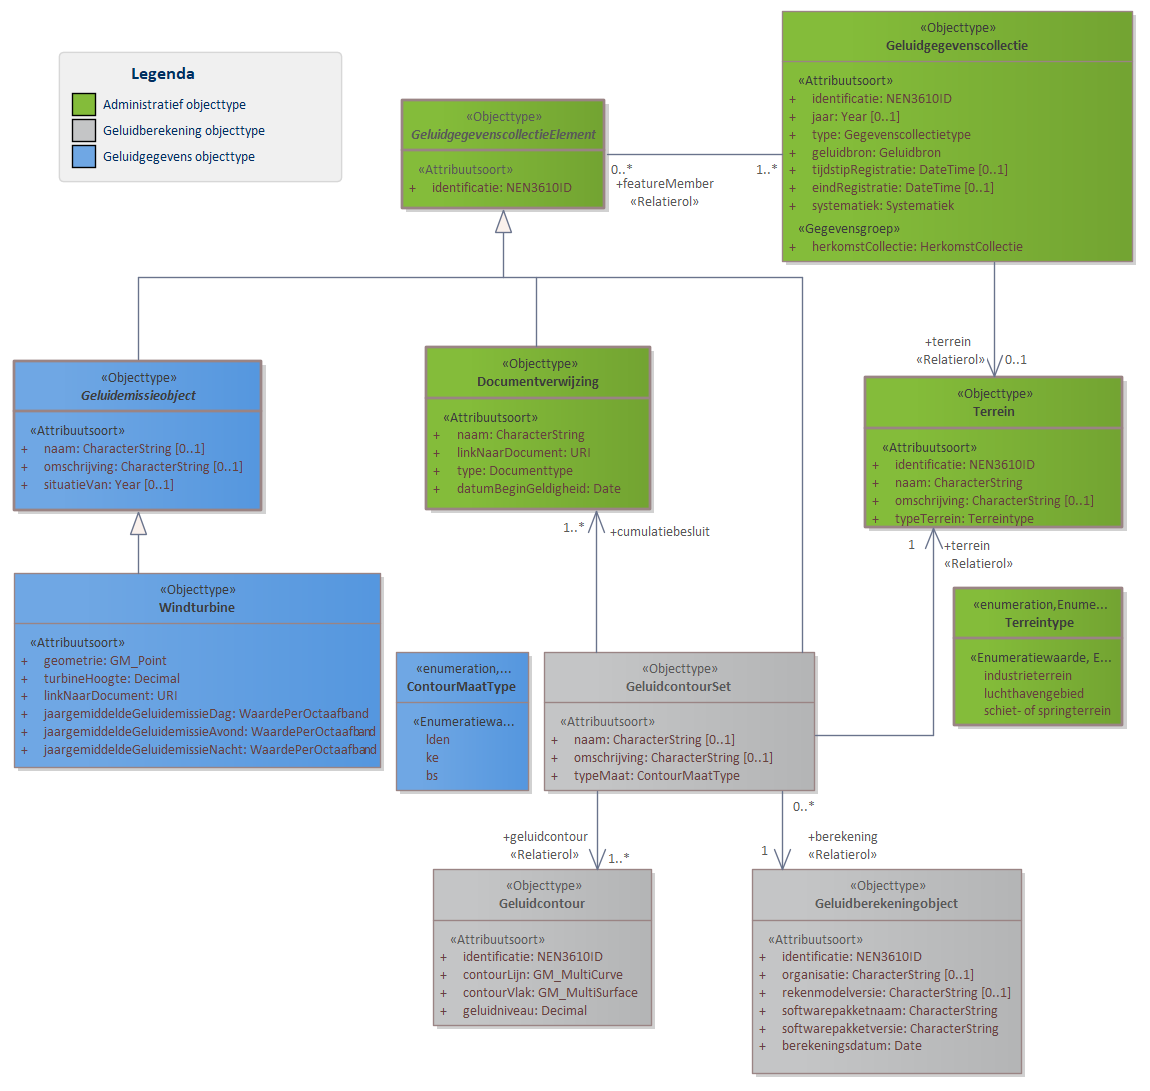 Legenda
Administratief objecttype
Geluidberekening objecttype
Geluidgegevens objecttype
«Objecttype»
Geluidgegevenscollectie
«Attribuutsoort»
+ identificatie: NEN3610ID
+ jaar: Year [0..1]
+ type: Gegevenscollectietype
+ geluidbron: Geluidbron
+ tijdstipRegistratie: DateTime [0..1]
+ eindRegistratie: DateTime [0..1]
+ systematiek: Systematiek
«Gegevensgroep»
+ herkomstCollectie: HerkomstCollectie
«Objecttype»
GeluidgegevenscollectieElement
«Attribuutsoort»
+ identificatie: NEN3610ID
0..*
+featureMember
«Relatierol»
1..*
+terrein
«Relatierol»
0..1
«Objecttype»
Geluidemissieobject
«Attribuutsoort»
+ naam: CharacterString [0..1]
+ omschrijving: CharacterString [0..1]
+ situatieVan: Year [0..1]
«Objecttype»
Documentverwijzing
«Attribuutsoort»
+ naam: CharacterString
+ linkNaarDocument: URI
+ type: Documenttype
+ datumBeginGeldigheid: Date
«Objecttype»
Terrein
«Attribuutsoort»
+ identificatie: NEN3610ID
+ naam: CharacterString
+ omschrijving: CharacterString [0..1]
+ typeTerrein: Terreintype
1..*
+cumulatiebesluit
1
+terrein
«Relatierol»
«Objecttype»
Windturbine
«Attribuutsoort»
+ geometrie: GM_Point
+ turbineHoogte: Decimal
+ linkNaarDocument: URI
+ jaargemiddeldeGeluidemissieDag: WaardePerOctaafband
+ jaargemiddeldeGeluidemissieAvond: WaardePerOctaafband
+ jaargemiddeldeGeluidemissieNacht: WaardePerOctaafband
«enumeration,Enume...
Terreintype
«Enumeratiewaarde, E...
industrieterrein
luchthavengebied
schiet- of springterrein
«enumeration,...
ContourMaatType
«Enumeratiewa...
lden
ke
bs
«Objecttype»
GeluidcontourSet
«Attribuutsoort»
+ naam: CharacterString [0..1]
+ omschrijving: CharacterString [0..1]
+ typeMaat: ContourMaatType
+geluidcontour
«Relatierol»
1..*
0..*
+berekening
«Relatierol»
1
«Objecttype»
Geluidcontour
«Attribuutsoort»
+ identificatie: NEN3610ID
+ contourLijn: GM_MultiCurve
+ contourVlak: GM_MultiSurface
+ geluidniveau: Decimal
«Objecttype»
Geluidberekeningobject
«Attribuutsoort»
+ identificatie: NEN3610ID
+ organisatie: CharacterString [0..1]
+ rekenmodelversie: CharacterString [0..1]
+ softwarepakketnaam: CharacterString
+ softwarepakketversie: CharacterString
+ berekeningsdatum: Date